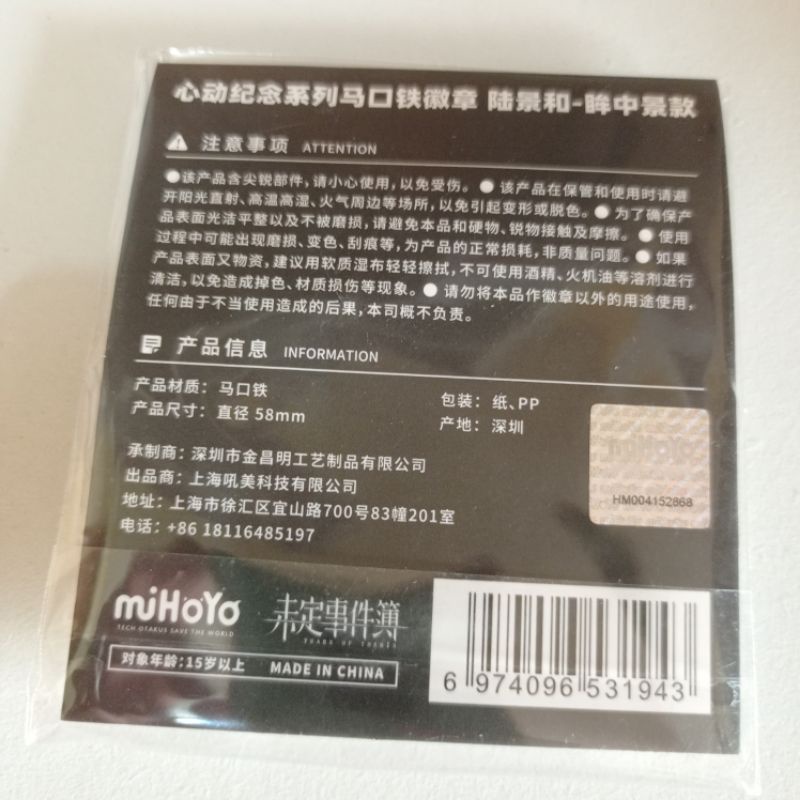 心动纪念系列马口铁徽章 陆景和-眸中景款
注意事项 ATTENTION
●该产品含尖锐部件,请小心使用,以免受伤。● 该产品在保管和使用时请避
开阳光直射、高温高湿、火气周边等场所,以免引起变形或脱色。● 为了确保产
品表面光洁平整以及不被磨损,请避免本品和硬物、锐物接触及摩擦。● 使用
过程中可能出现磨损、变色、刮痕等,为产品的正常损耗,非质量问题。● 如果
产品表面又物资,建议用软质湿布轻轻擦拭,不可使用酒精、火机油等溶剂进行
清洁,以免造成掉色、材质损伤等现象。● 请勿将本品作徽章以外的用途使用,
任何由于不当使用造成的后果,本司概不负责。
产品信息 INFORMATION
产品材质: 马口铁 包装: 纸、PP
产品尺寸: 直径 58mm 产地: 深圳
承制商: 深圳市金昌明工艺制品有限公司
出品商: 上海吼美科技有限公司
地址: 上海市徐汇区宜山路700号83幢201室
电话: +86 18116485197
miHoYo
HM004152868
miHoYo 未定事件簿
TECH OTAKUS SAVE THE WORLD TEARS OF THEMIS
对象年龄:15岁以上 MADE IN CHINA
6 974096 531943